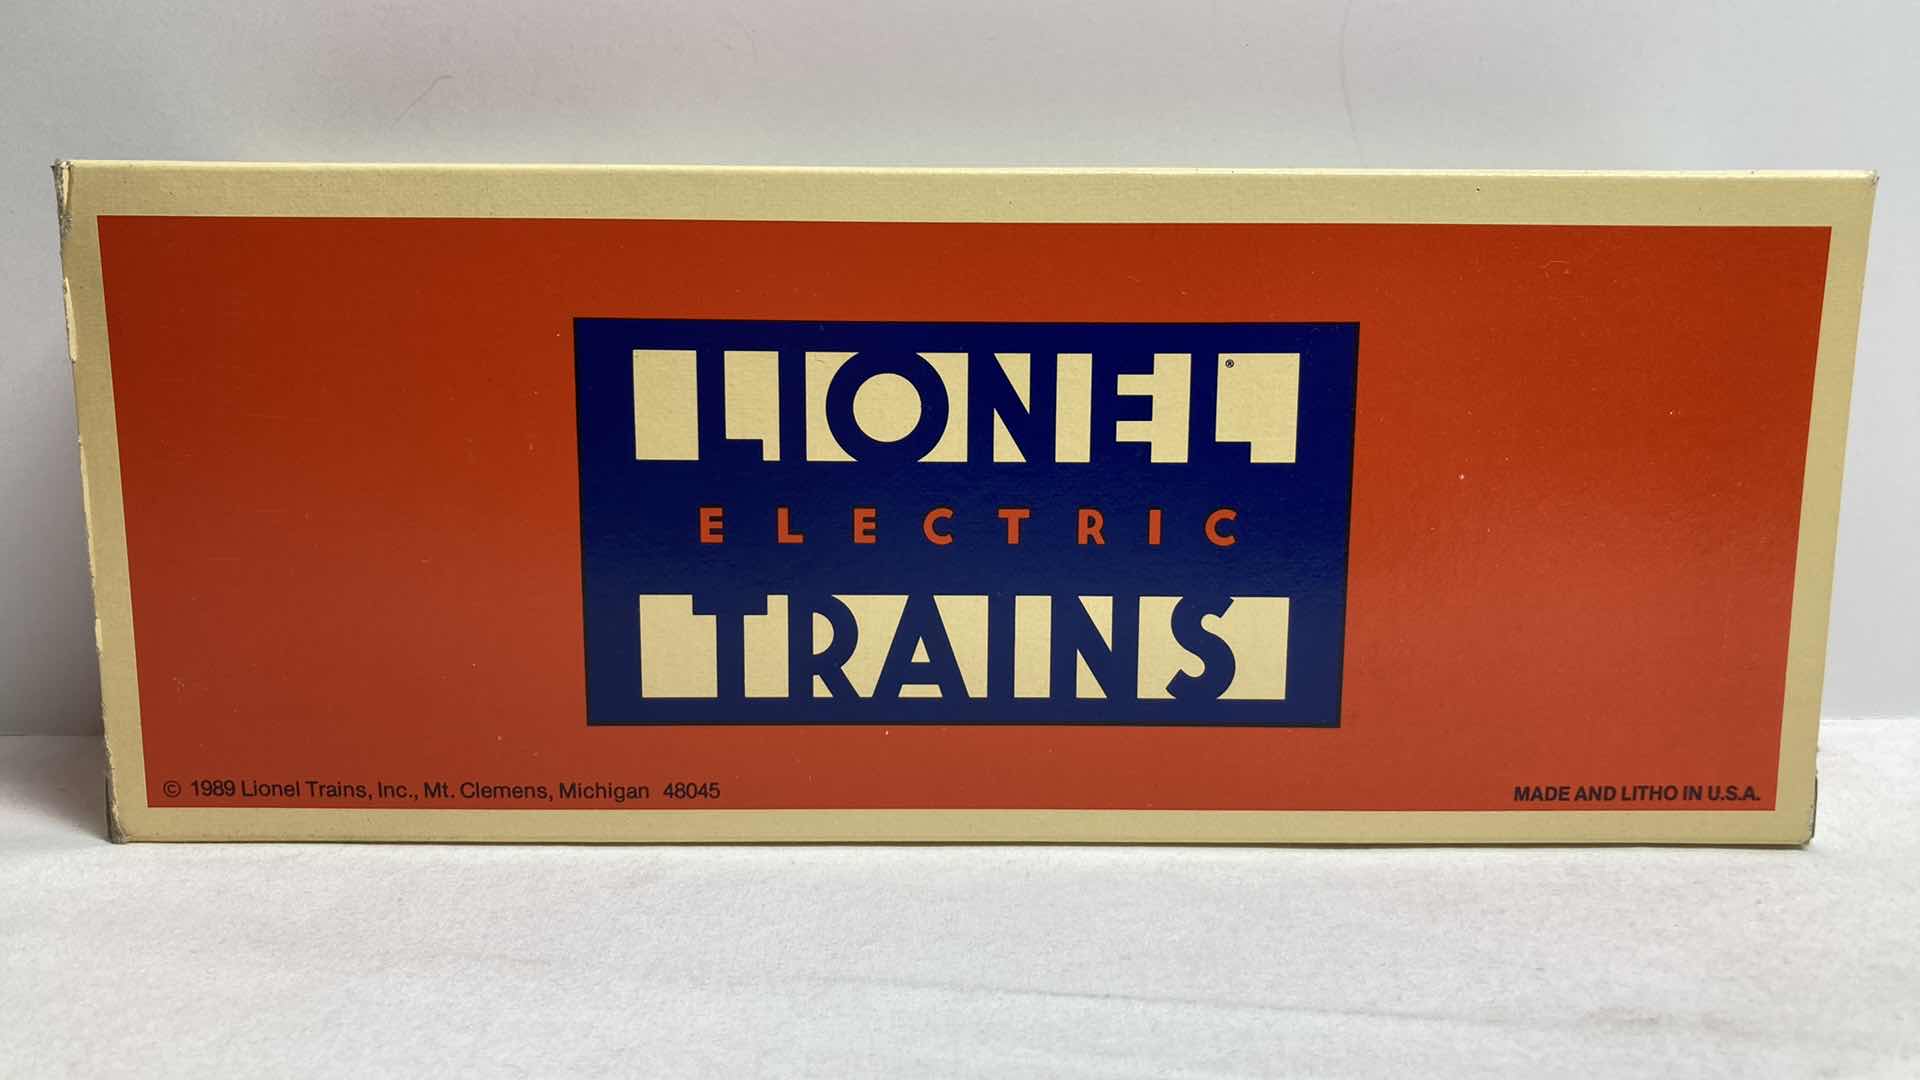 LIONEL®
ELECTRIC
TRAINS
© 1989 Lionel Trains, Inc., Mt. Clemens, Michigan 48045
MADE AND LITHO IN U.S.A.